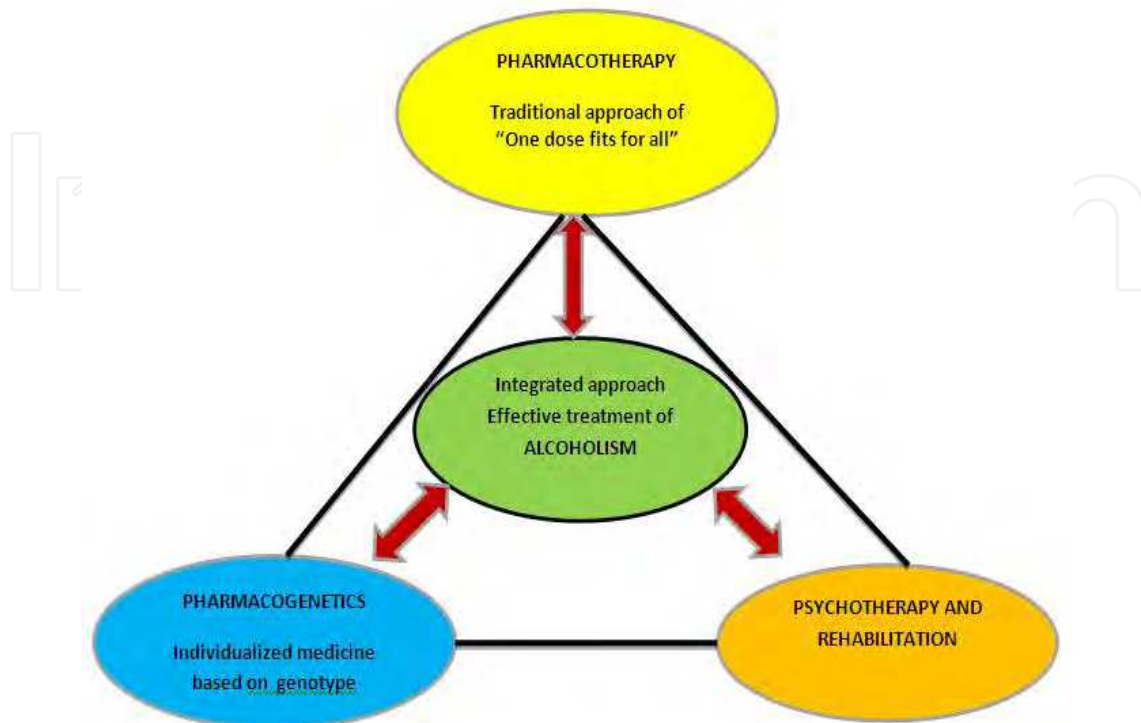 PHARMACOTHERAPY
Traditional approach of
“One dose fits for all”
Integrated approach
Effective treatment of
ALCOHOLISM
PHARMACOGENETICS
Individualized medicine
based on genotype
PSYCHOTHERAPY AND
REHABILITATION